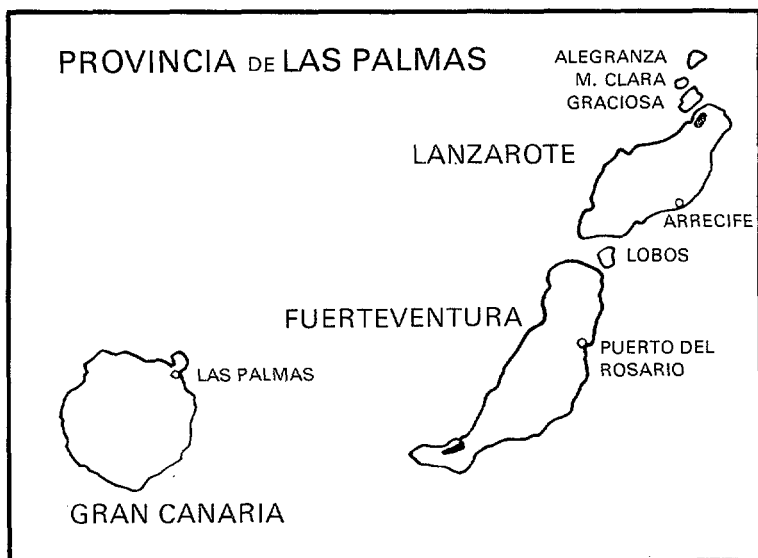 PROVINCIA DE LAS PALMAS
ALEGRANZA
M. CLARA
GRACIOSA
LANZAROTE
ARRECIFE
LOBOS
FUERTEVENTURA
PUERTO DEL
ROSARIO
LAS PALMAS
GRAN CANARIA